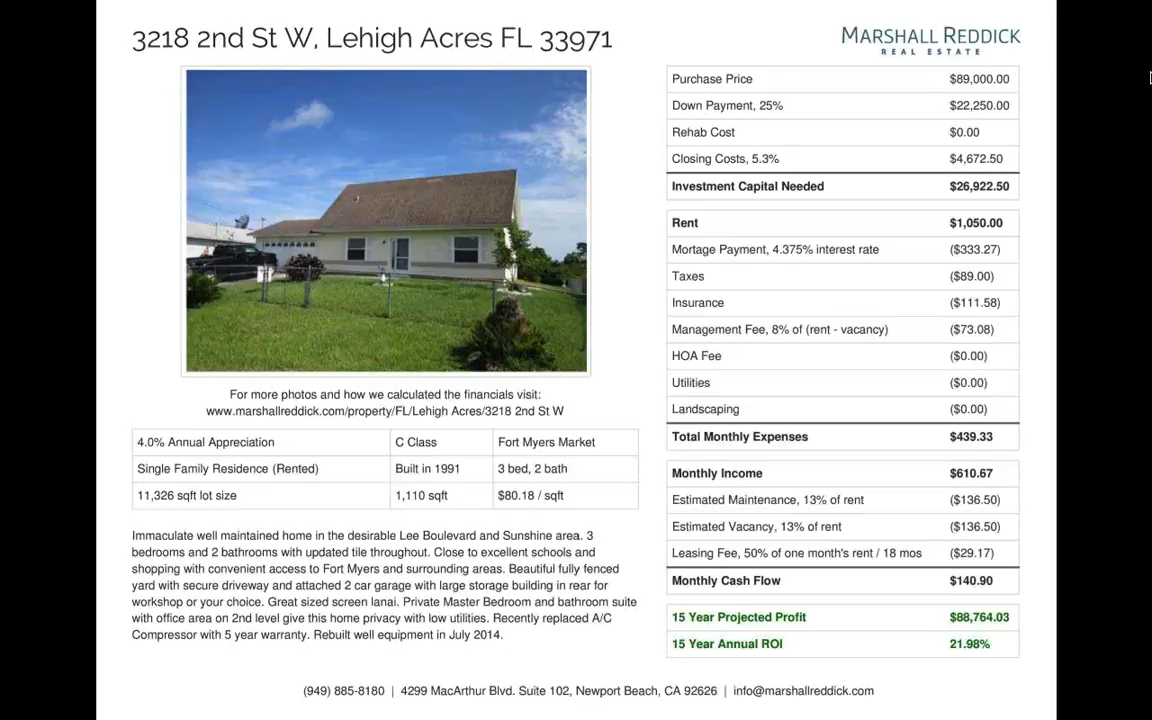 3218 2nd St W, Lehigh Acres FL 33971
MARSHALL REDDICK
REAL ESTATE
For more photos and how we calculated the financials visit:
www.marshallreddick.com/property/FL/Lehigh Acres/3218 2nd St W
4.0% Annual Appreciation C Class Fort Myers Market
Single Family Residence (Rented) Built in 1991 3 bed, 2 bath
11,326 sqft lot size 1,110 sqft $80.18 / sqft
Immaculate well maintained home in the desirable Lee Boulevard and Sunshine area. 3
bedrooms and 2 bathrooms with updated tile throughout. Close to excellent schools and
shopping with convenient access to Fort Myers and surrounding areas. Beautiful fully fenced
yard with secure driveway and attached 2 car garage with large storage building in rear for
workshop or your choice. Great sized screen lanai. Private Master Bedroom and bathroom suite
with office area on 2nd level give this home privacy with low utilities. Recently replaced A/C
Compressor with 5 year warranty. Rebuilt well equipment in July 2014.
Purchase Price $89,000.00
Down Payment, 25% $22,250.00
Rehab Cost $0.00
Closing Costs, 5.3% $4,672.50
Investment Capital Needed $26,922.50
Rent $1,050.00
Mortage Payment, 4.375% interest rate ($333.27)
Taxes ($89.00)
Insurance ($111.58)
Management Fee, 8% of (rent - vacancy) ($73.08)
HOA Fee ($0.00)
Utilities ($0.00)
Landscaping ($0.00)
Total Monthly Expenses $439.33
Monthly Income $610.67
Estimated Maintenance, 13% of rent ($136.50)
Estimated Vacancy, 13% of rent ($136.50)
Leasing Fee, 50% of one month's rent / 18 mos ($29.17)
Monthly Cash Flow $140.90
15 Year Projected Profit $88,764.03
15 Year Annual ROI 21.98%
(949) 885-8180 | 4299 MacArthur Blvd. Suite 102, Newport Beach, CA 92626 | info@marshallreddick.com